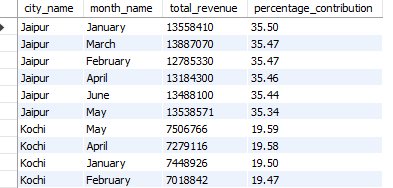 city_name month_name total_revenue percentage_contribution
Jaipur January 13558410 35.50
Jaipur March 13887070 35.47
Jaipur February 12785330 35.47
Jaipur April 13184300 35.46
Jaipur June 13488100 35.44
Jaipur May 13538571 35.34
Kochi May 7506766 19.59
Kochi April 7279116 19.58
Kochi January 7448926 19.50
Kochi February 7018842 19.47